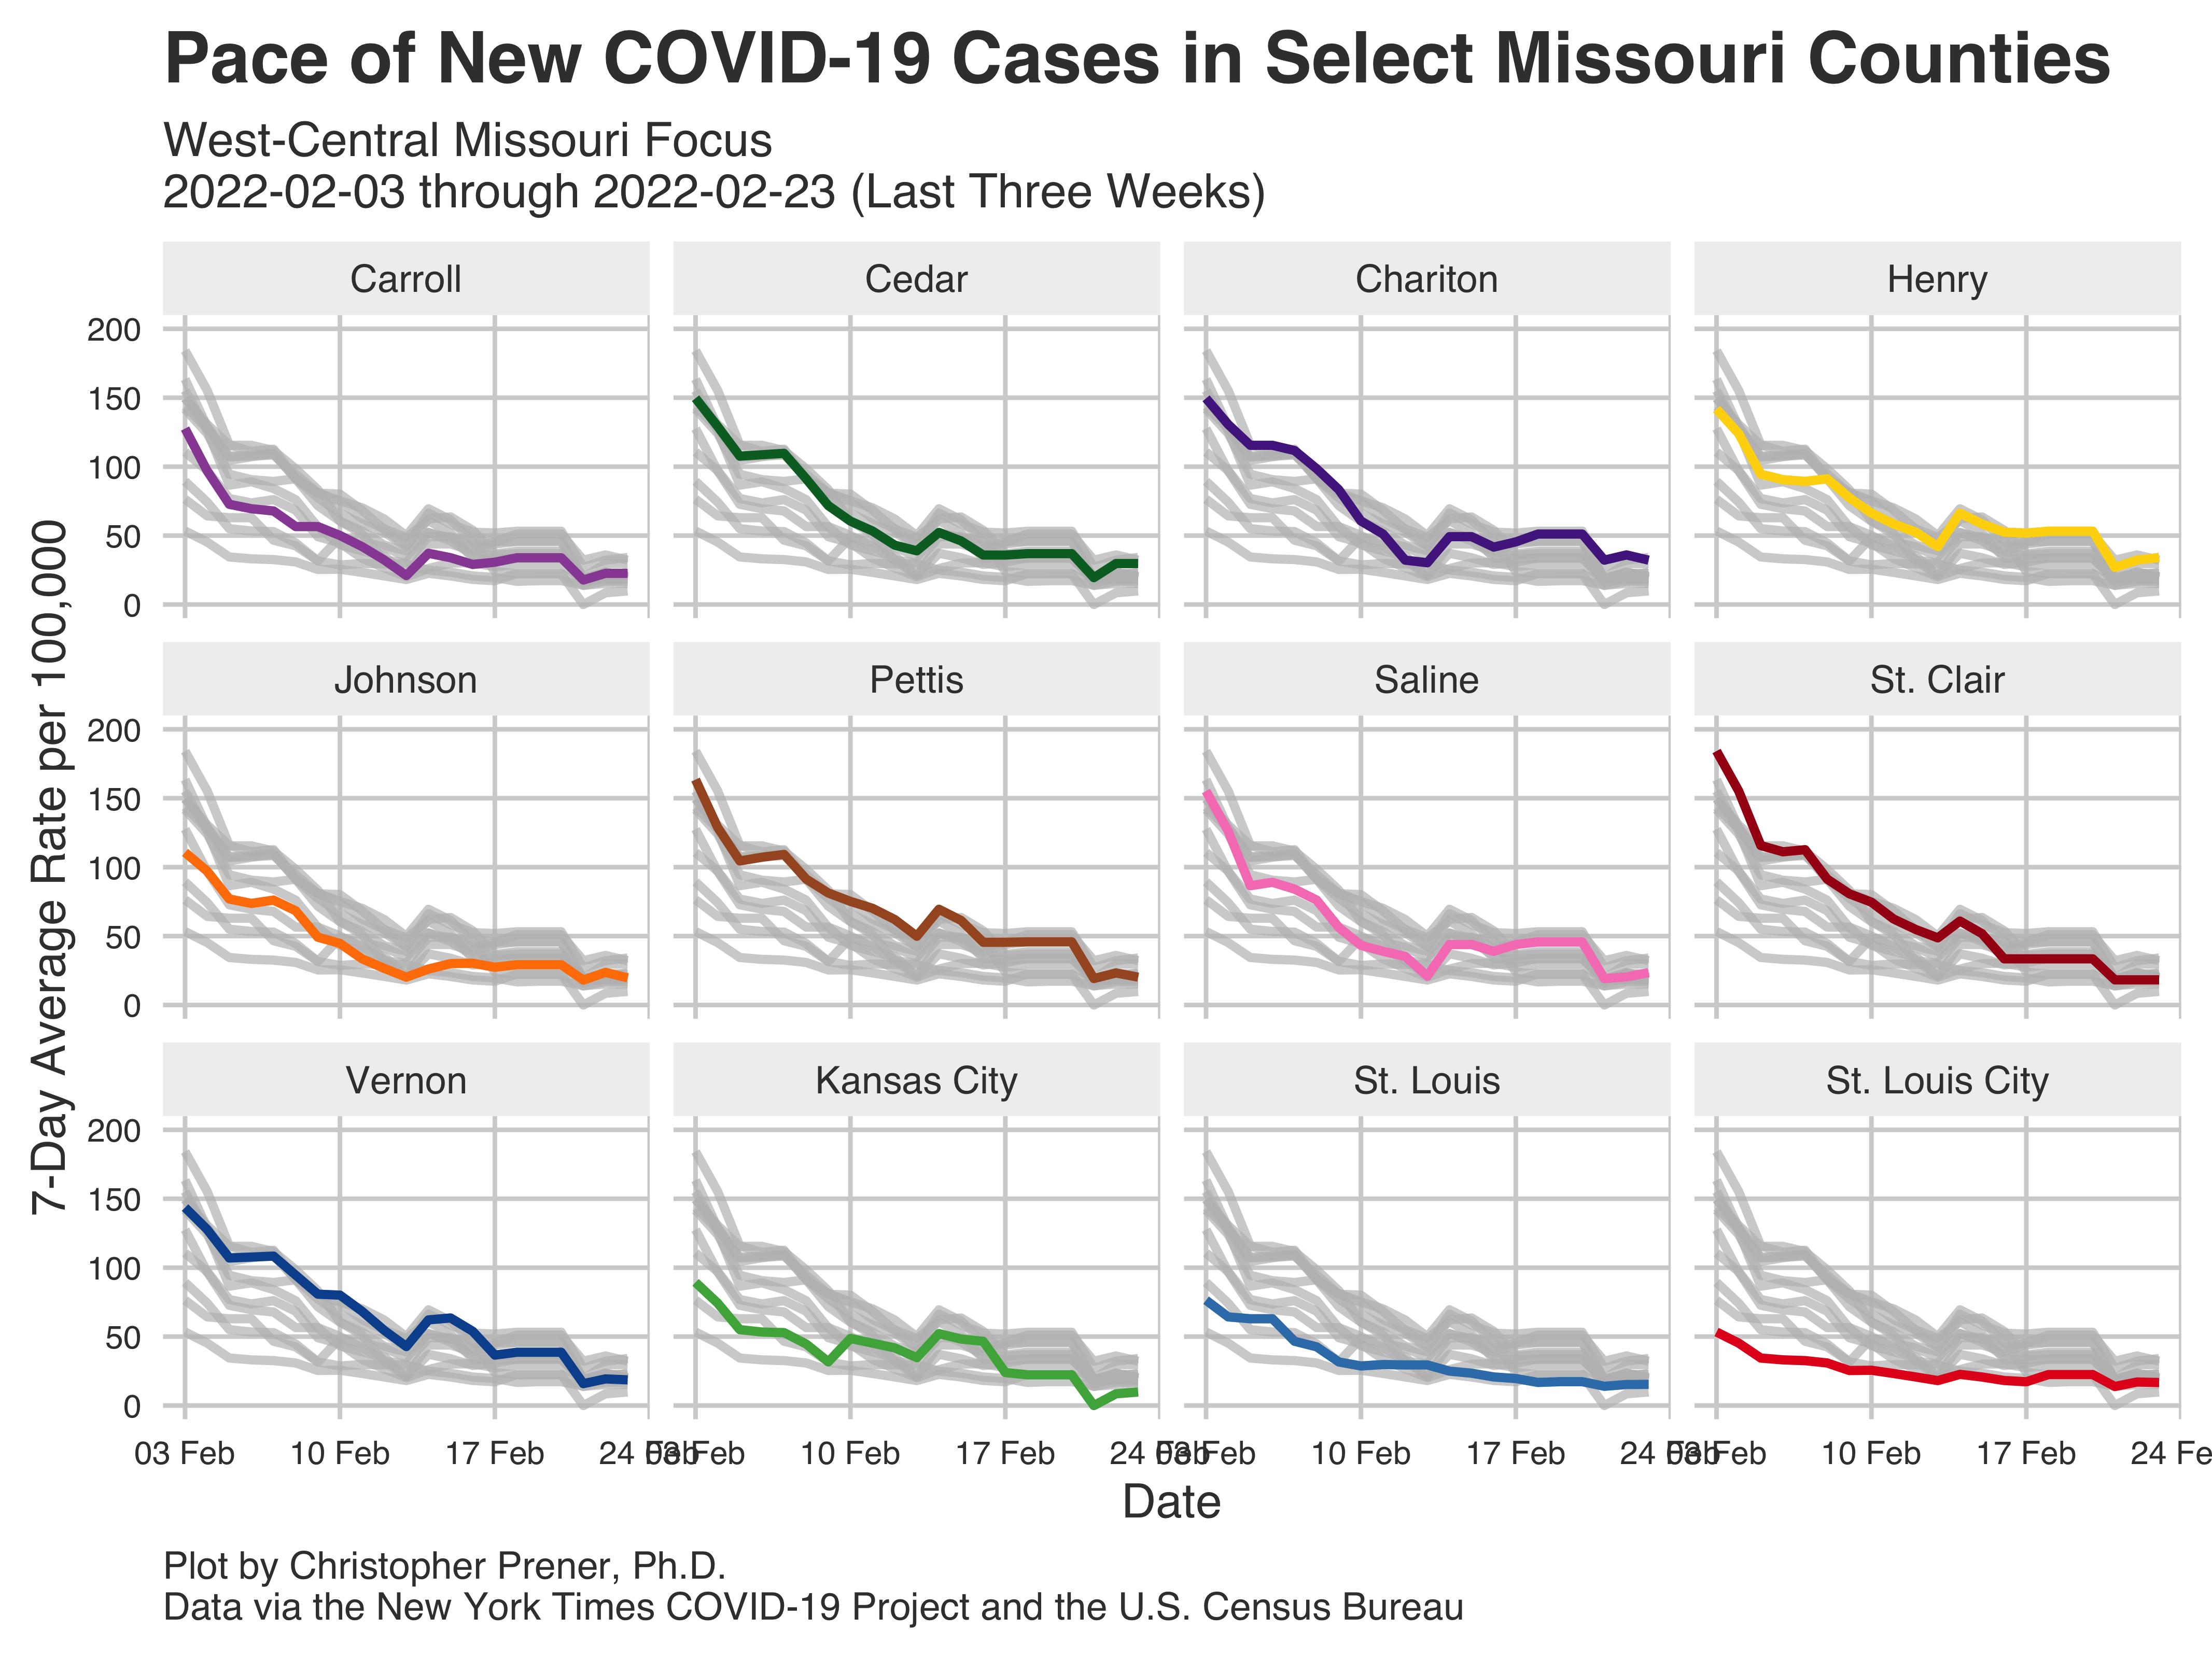 Pace of New COVID-19 Cases in Select Missouri Counties
West-Central Missouri Focus
2022-02-03 through 2022-02-23 (Last Three Weeks)
7-Day Average Rate per 100,000
Carroll Cedar Chariton Henry
200
150
100
50
0
Johnson Pettis Saline St. Clair
200
150
100
50
0
Vernon Kansas City St. Louis St. Louis City
200
150
100
50
0
03 Feb 10 Feb 17 Feb 24 Feb 03 Feb 10 Feb 17 Feb 24 Feb 03 Feb 10 Feb 17 Feb 24 Feb 03 Feb 10 Feb 17 Feb 24 Fe
Date
Plot by Christopher Prener, Ph.D.
Data via the New York Times COVID-19 Project and the U.S. Census Bureau